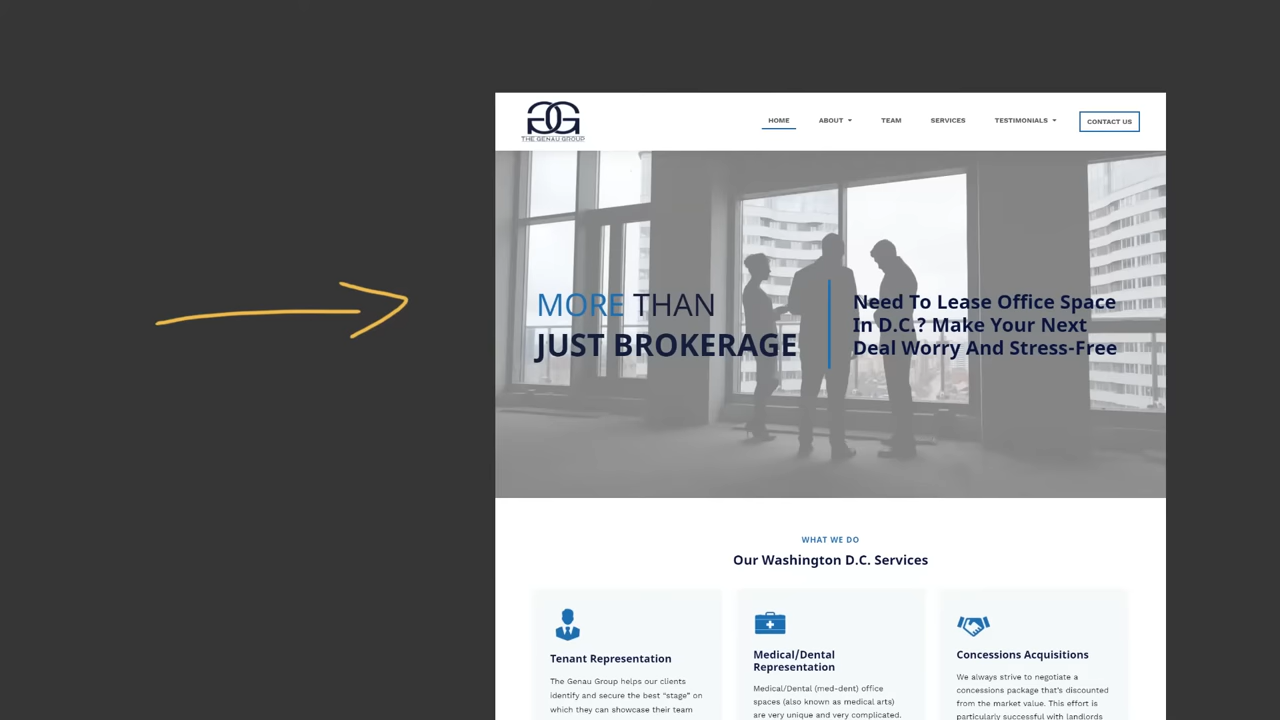 GG
THE GENAU GROUP
HOME ABOUT TEAM SERVICES TESTIMONIALS CONTACT US
MORE THAN
JUST BROKERAGE
Need To Lease Office Space
In D.C.? Make Your Next
Deal Worry And Stress-Free
WHAT WE DO
Our Washington D.C. Services
Tenant Representation
The Genau Group helps our clients
identify and secure the best “stage” on
which they can showcase their team
Medical/Dental
Representation
Medical/Dental (med-dent) office
spaces (also known as medical arts)
are very unique and very complicated.
Concessions Acquisitions
We always strive to negotiate a
concessions package that's discounted
from the market value. This effort is
particularly successful with landlords